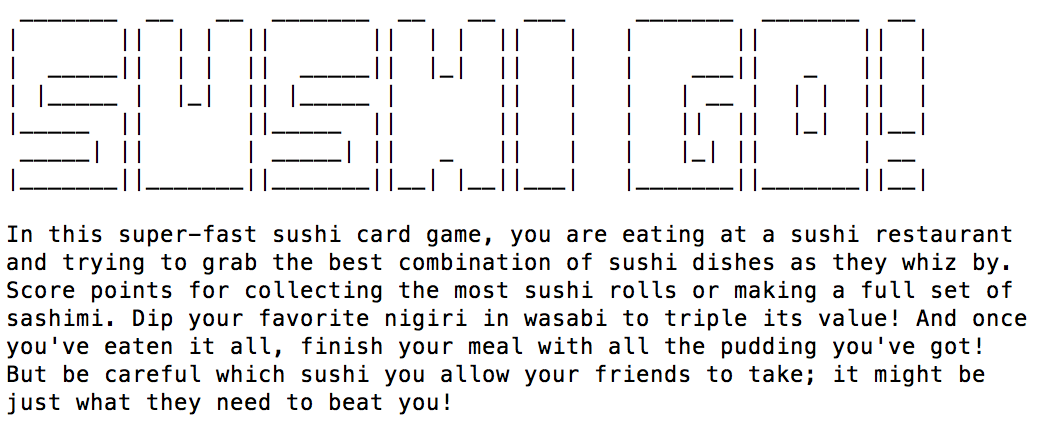 SUSHI GO!
In this super-fast sushi card game, you are eating at a sushi restaurant
and trying to grab the best combination of sushi dishes as they whiz by.
Score points for collecting the most sushi rolls or making a full set of
sashimi. Dip your favorite nigiri in wasabi to triple its value! And once
you've eaten it all, finish your meal with all the pudding you've got!
But be careful which sushi you allow your friends to take; it might be
just what they need to beat you!